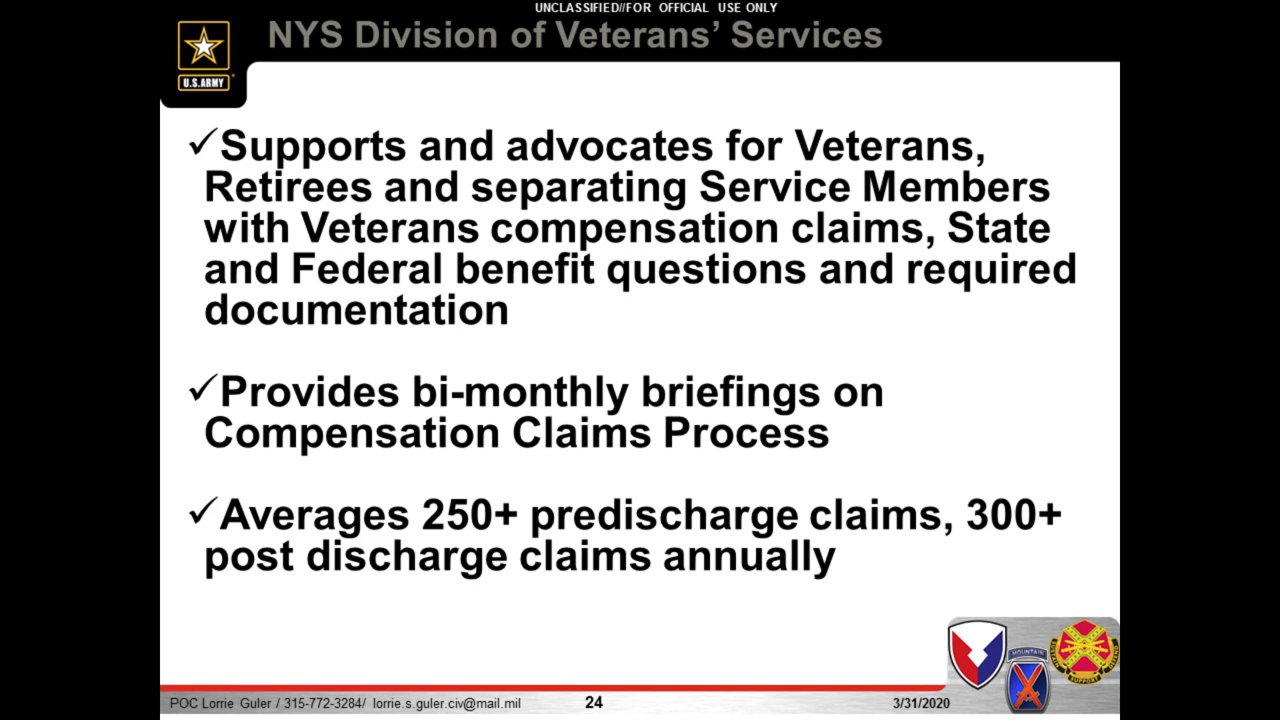 UNCLASSIFIED//FOR OFFICIAL USE ONLY
NYS Division of Veterans’ Services
U.S.ARMY
✓Supports and advocates for Veterans,
Retirees and separating Service Members
with Veterans compensation claims, State
and Federal benefit questions and required
documentation
✓Provides bi-monthly briefings on
Compensation Claims Process
✓Averages 250+ predischarge claims, 300+
post discharge claims annually
MOUNTAIN
SUPPORT
POC Lorrie Guler / 315-772-3284/ lorrie.s.guler.civ@mail.mil
24
3/31/2020